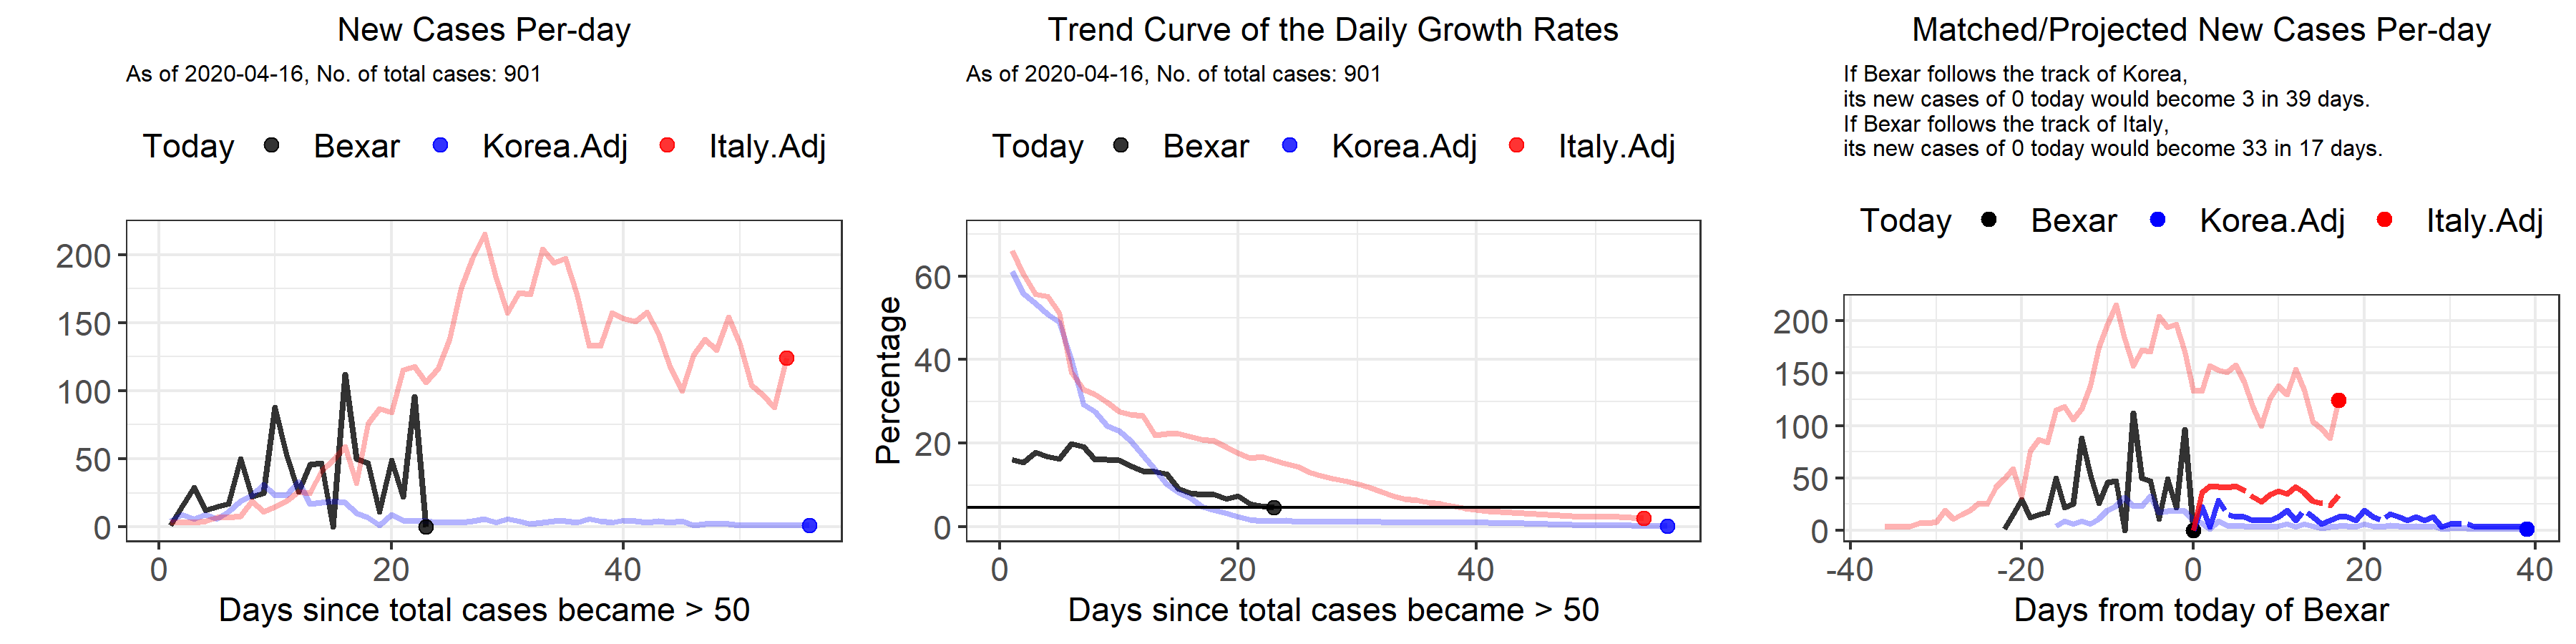 New Cases Per-day
As of 2020-04-16, No. of total cases: 901
Today Bexar Korea.Adj Italy.Adj
200
150
100
50
0
0 20 40
Days since total cases became > 50
Trend Curve of the Daily Growth Rates
As of 2020-04-16, No. of total cases: 901
Today Bexar Korea.Adj Italy.Adj
Percentage
60
40
20
0
0 20 40
Days since total cases became > 50
Matched/Projected New Cases Per-day
If Bexar follows the track of Korea,
its new cases of 0 today would become 3 in 39 days.
If Bexar follows the track of Italy,
its new cases of 0 today would become 33 in 17 days.
Today Bexar Korea.Adj Italy.Adj
200
150
100
50
0
-40 -20 0 20 40
Days from today of Bexar